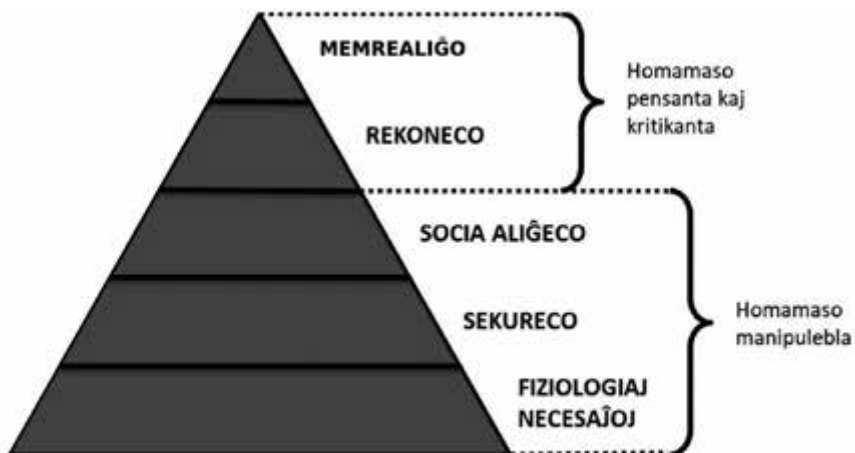 MEMREALIĜO
Homamaso
pensanta kaj
kritikanta
REKONECO
SOCIA ALIĜECO
SEKURECO
Homamaso
manipulebla
FIZIOLOGIAJ
NECESAĴOJ